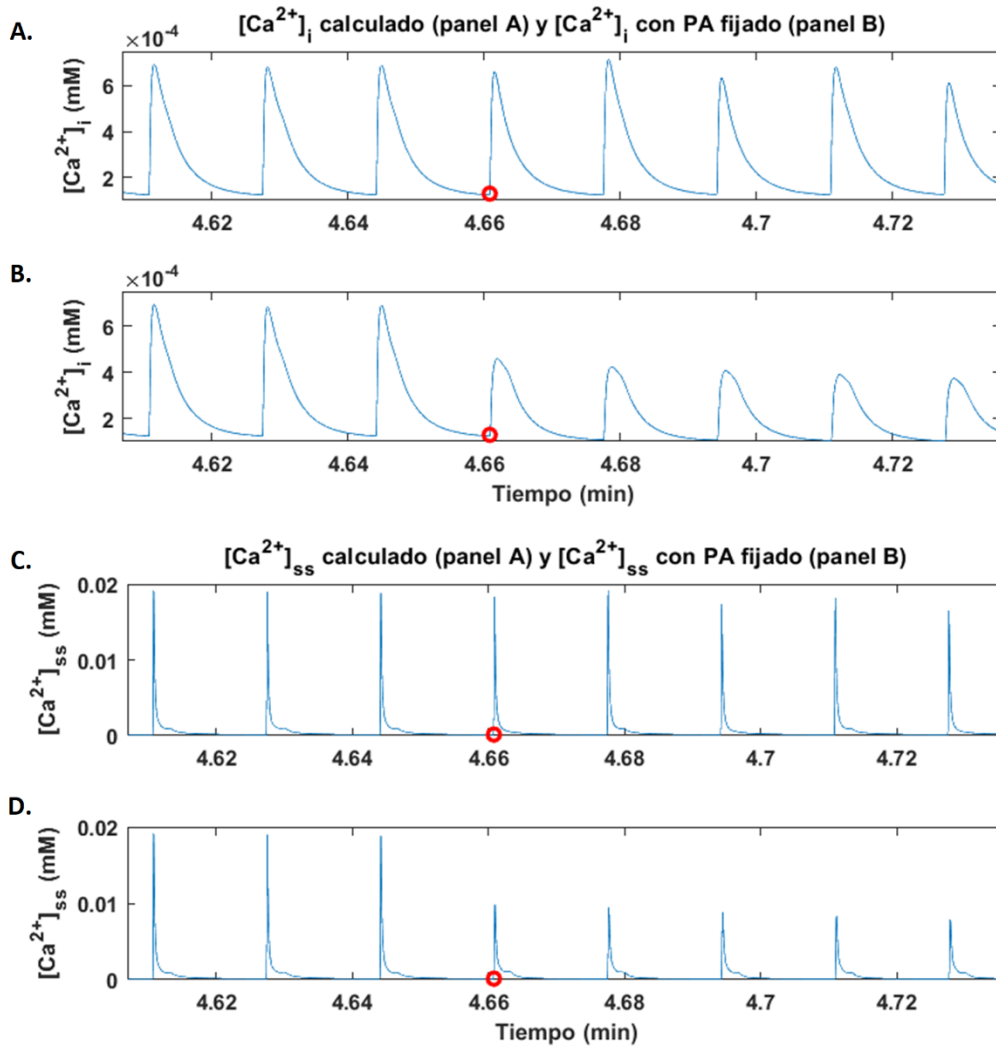 A.
[Ca²⁺]ᵢ calculado (panel A) y [Ca²⁺]ᵢ con PA fijado (panel B)
×10⁻⁴
[Ca²⁺]ᵢ (mM)
6
4
2
4.62 4.64 4.66 4.68 4.7 4.72
B.
×10⁻⁴
[Ca²⁺]ᵢ (mM)
6
4
2
4.62 4.64 4.66 4.68 4.7 4.72
Tiempo (min)
C.
[Ca²⁺]ₛₛ calculado (panel A) y [Ca²⁺]ₛₛ con PA fijado (panel B)
[Ca²⁺]ₛₛ (mM)
0.02
0.01
0
4.62 4.64 4.66 4.68 4.7 4.72
D.
[Ca²⁺]ₛₛ (mM)
0.02
0.01
0
4.62 4.64 4.66 4.68 4.7 4.72
Tiempo (min)